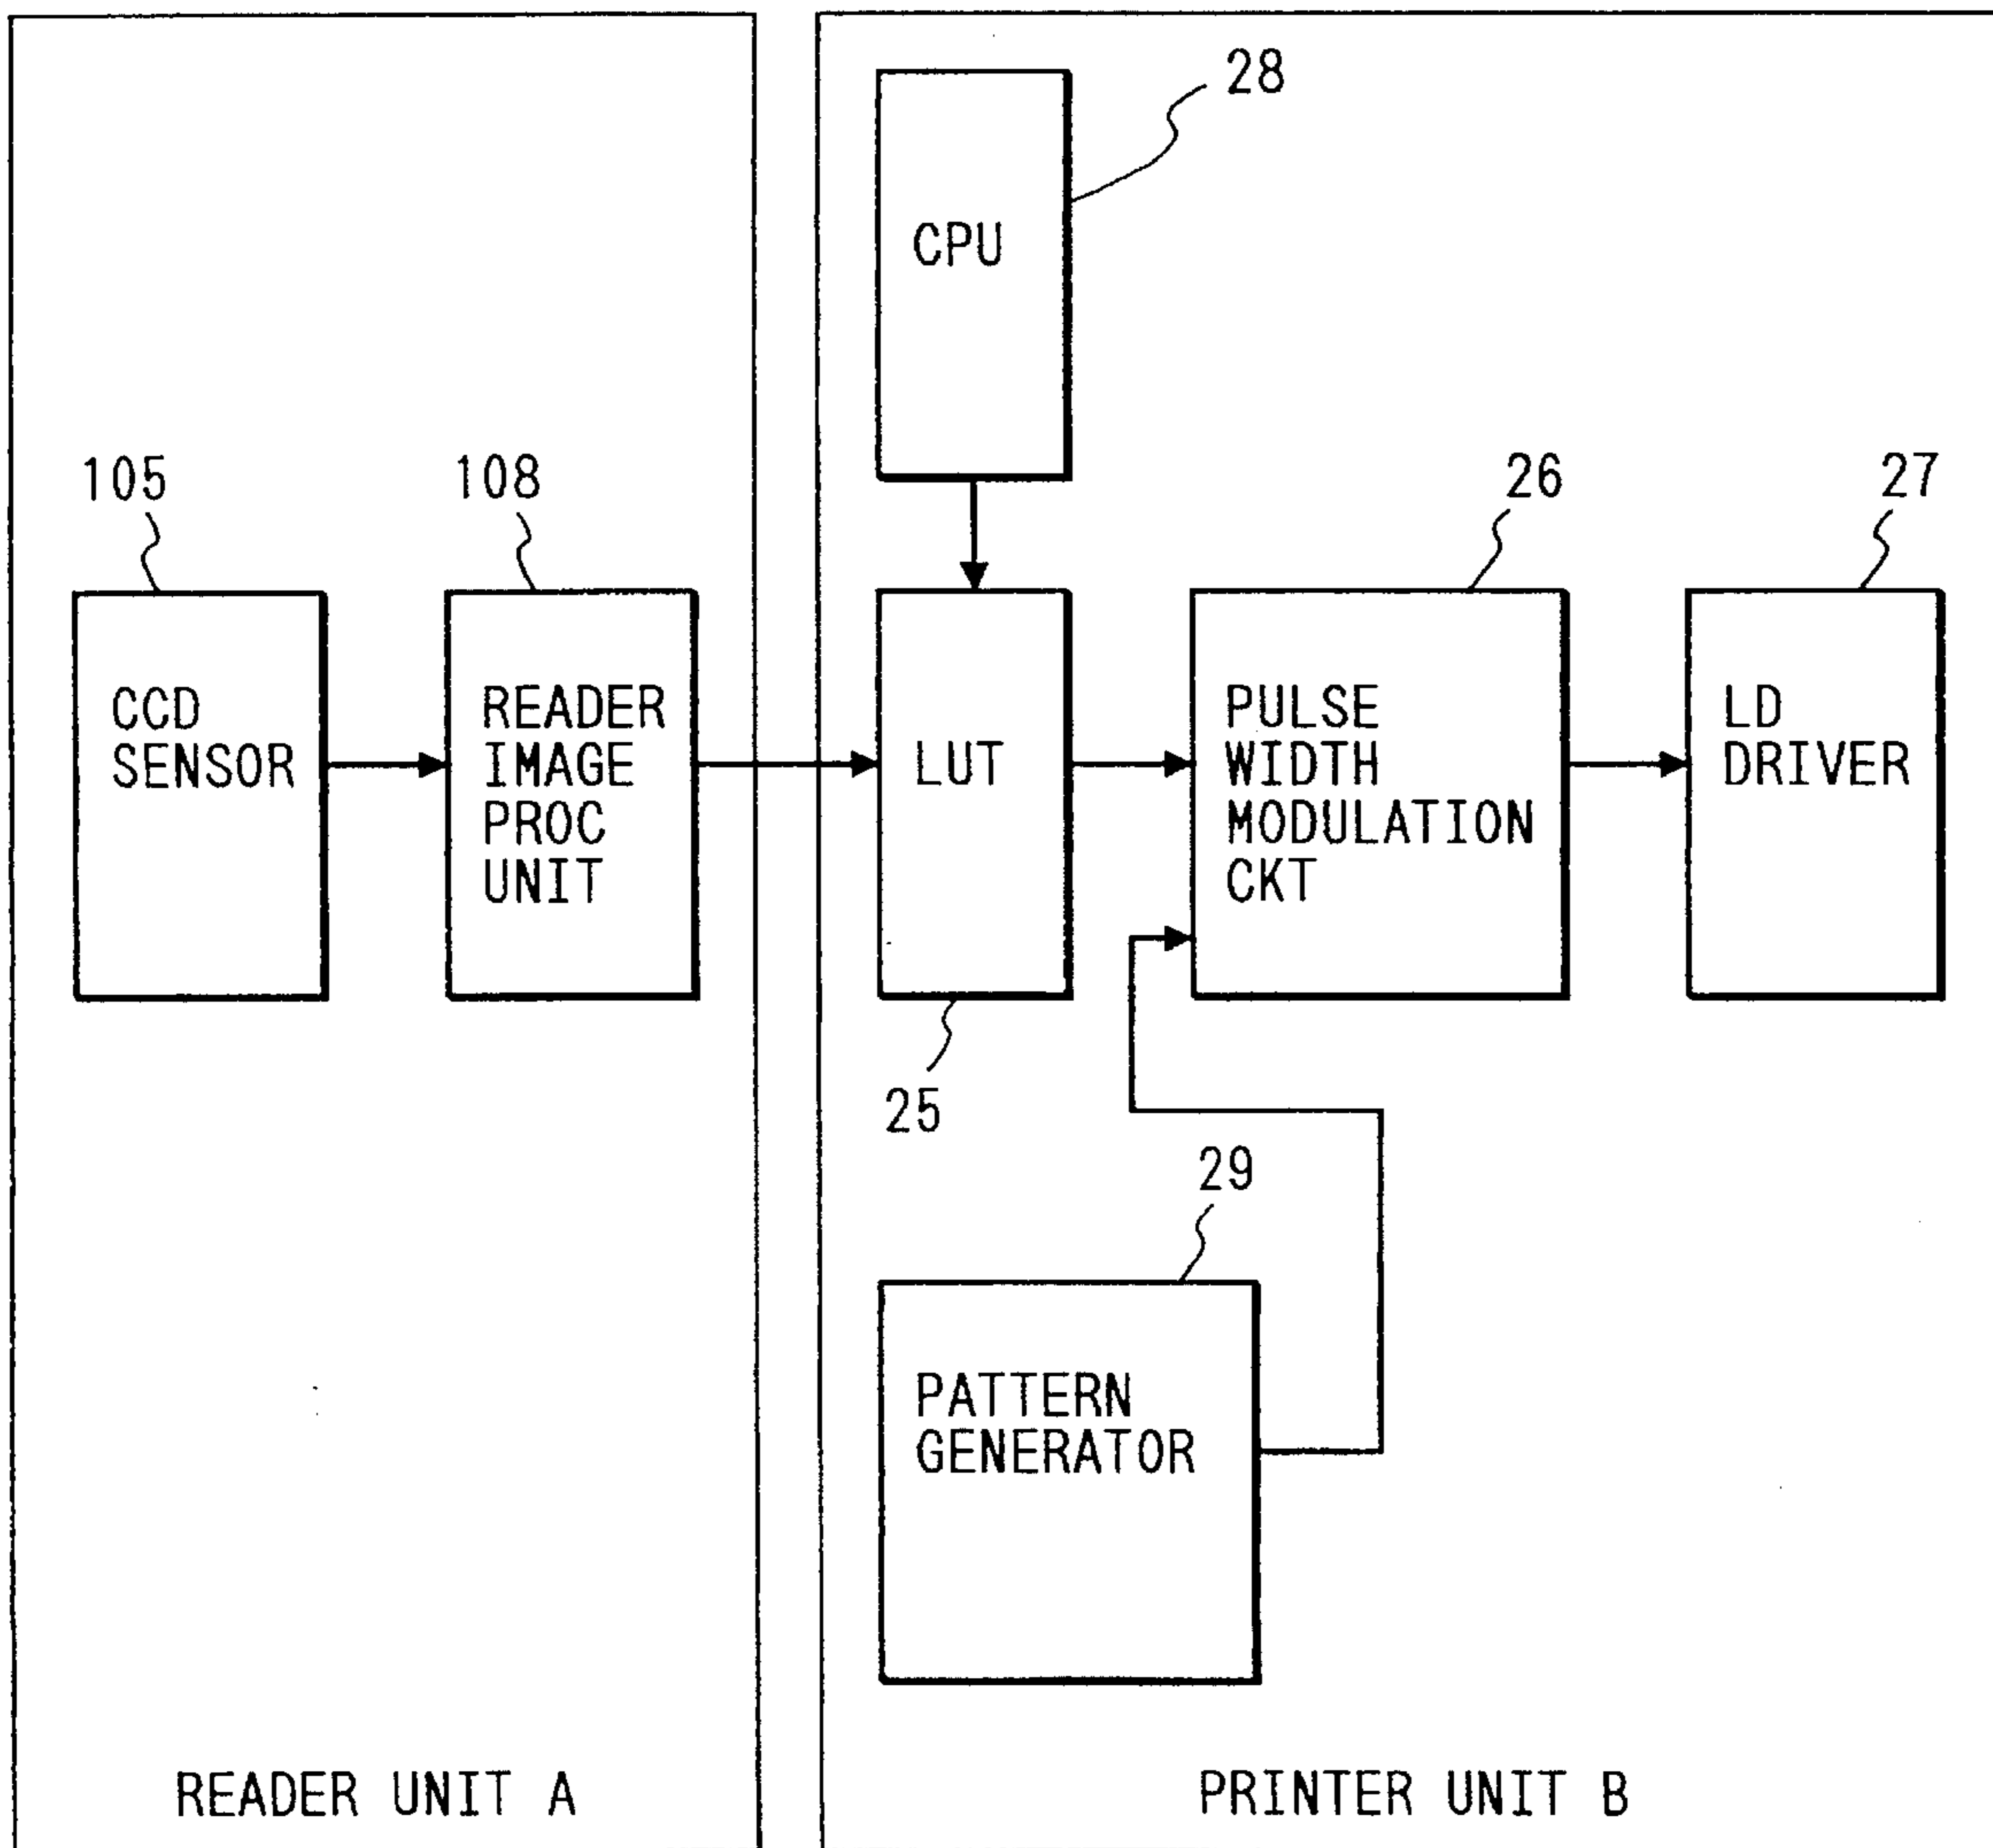 28
CPU
105
108
26
27
CCD
SENSOR
READER
IMAGE
PROC
UNIT
LUT
PULSE
WIDTH
MODULATION
CKT
LD
DRIVER
25
29
PATTERN
GENERATOR
READER UNIT A
PRINTER UNIT B